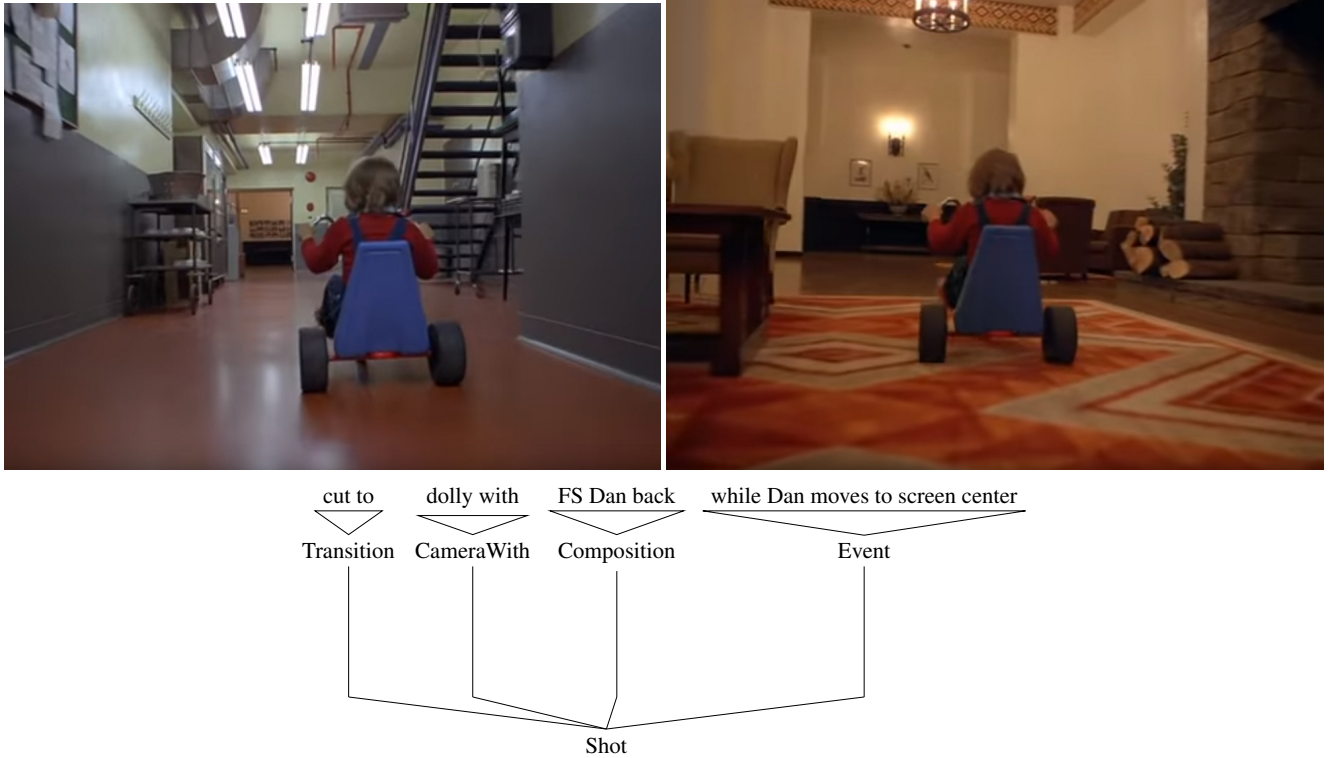 cut to dolly with FS Dan back while Dan moves to screen center
Transition CameraWith Composition Event
Shot